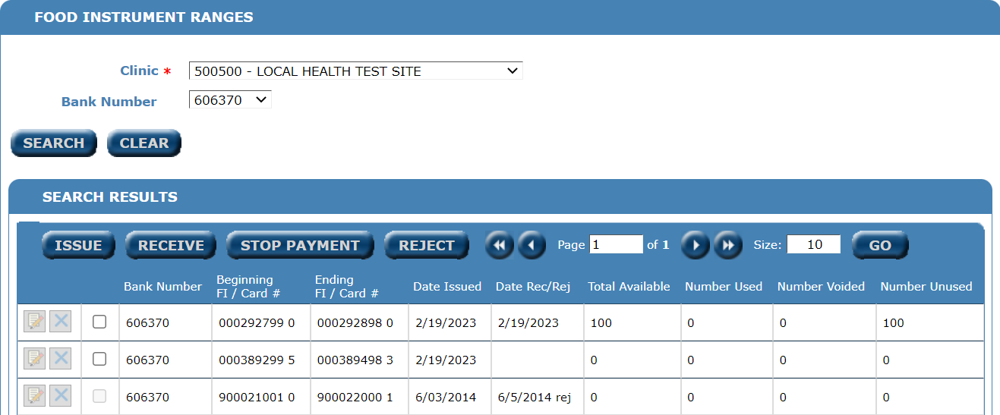 FOOD INSTRUMENT RANGES
Clinic * 500500 - LOCAL HEALTH TEST SITE
Bank Number 606370
SEARCH CLEAR
SEARCH RESULTS
ISSUE RECEIVE STOP PAYMENT REJECT Page 1 of 1 Size: 10 GO
Bank Number Beginning FI / Card # Ending FI / Card # Date Issued Date Rec/Rej Total Available Number Used Number Voided Number Unused
606370 000292799 0 000292898 0 2/19/2023 2/19/2023 100 0 0 100
606370 000389299 5 000389498 3 2/19/2023 0 0 0 0
606370 900021001 0 900022000 1 6/03/2014 6/5/2014 rej 0 0 0 0